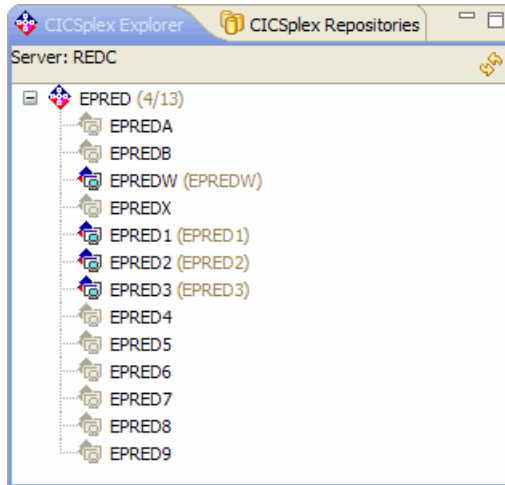 CICSplex Explorer CICSplex Repositories
Server: REDC
EPRED (4/13)
EPREDA
EPREDB
EPREDW (EPREDW)
EPREDX
EPRED1 (EPRED1)
EPRED2 (EPRED2)
EPRED3 (EPRED3)
EPRED4
EPRED5
EPRED6
EPRED7
EPRED8
EPRED9